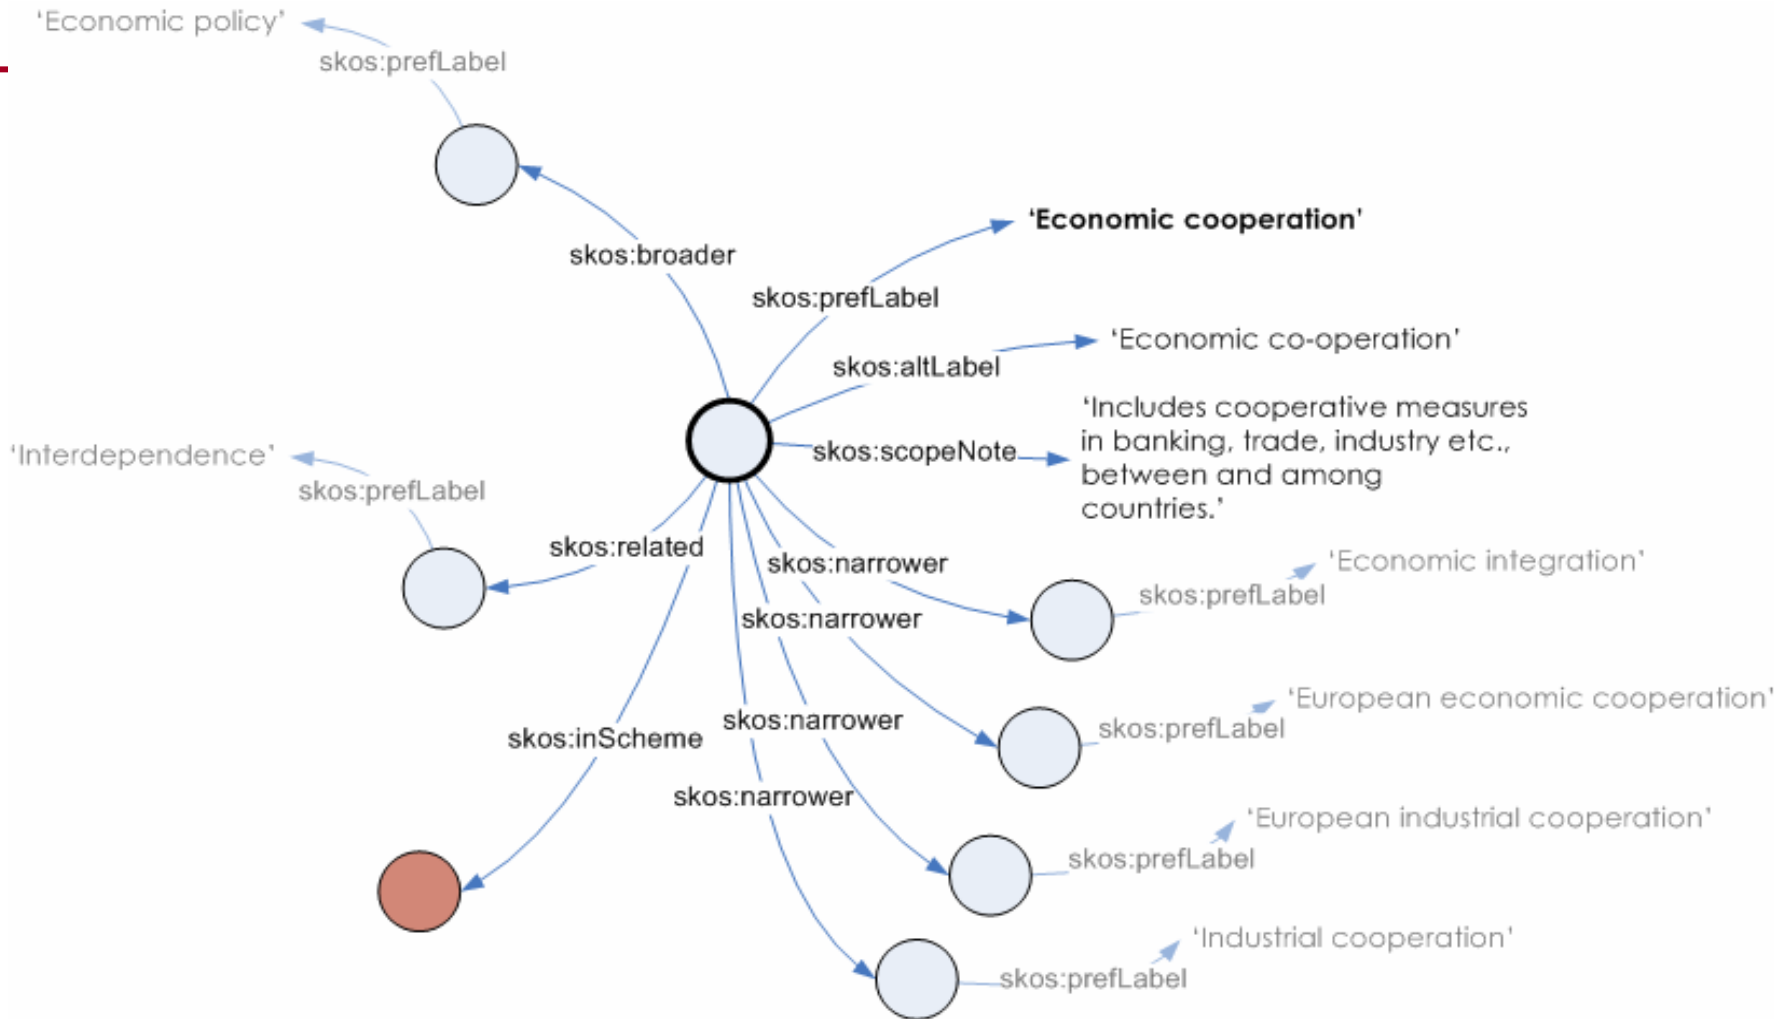 ‘Economic policy’
skos:prefLabel
skos:broader
‘Economic cooperation’
skos:prefLabel
‘Economic co-operation’
skos:altLabel
‘Includes cooperative measures
in banking, trade, industry etc.,
between and among
countries.’
skos:scopeNote
‘Interdependence’
skos:prefLabel
skos:related
skos:narrower
‘Economic integration’
skos:prefLabel
skos:narrower
‘European economic cooperation’
skos:prefLabel
skos:narrower
skos:inScheme
skos:narrower
‘European industrial cooperation’
skos:prefLabel
‘Industrial cooperation’
skos:prefLabel